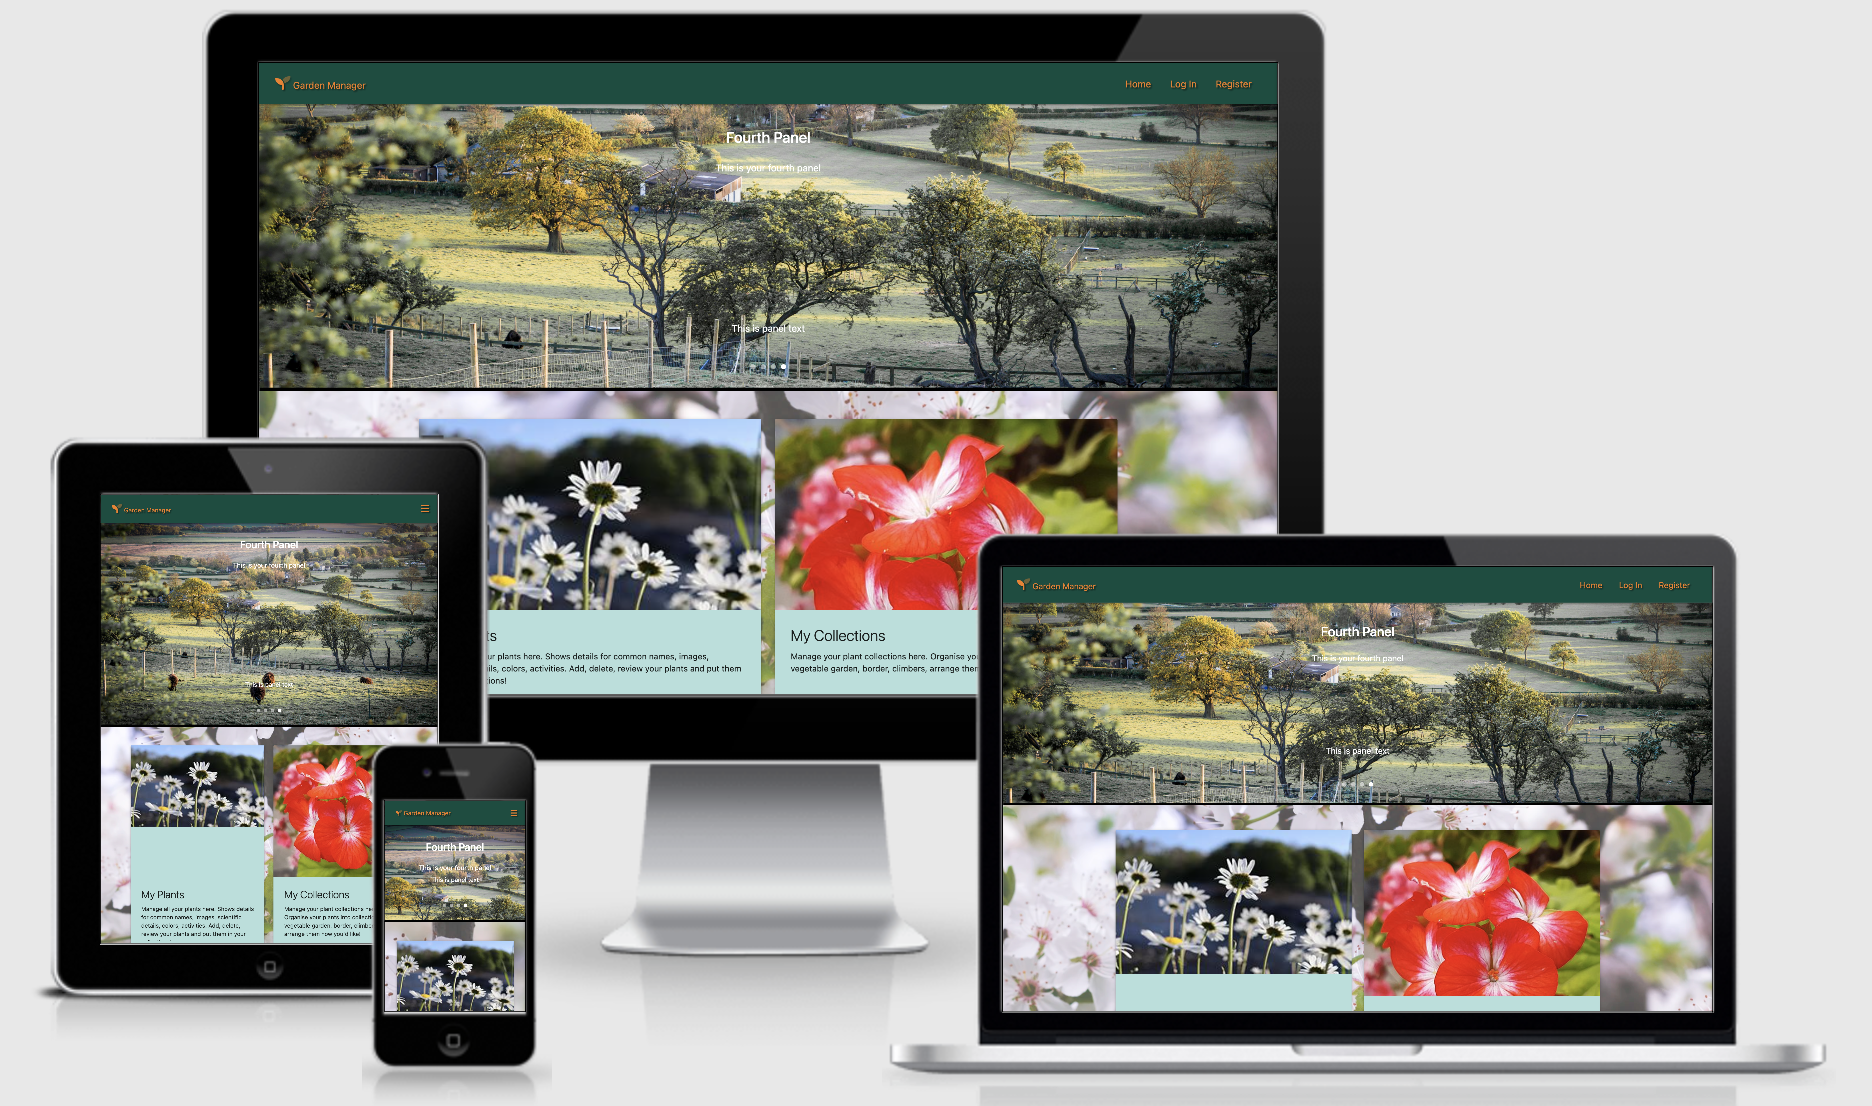 Garden Manager
Home Log In Register
Fourth Panel
This is your fourth panel
This is panel text
ts
ur plants here. Shows details for common names, images,
ils, colors, activities. Add, delete, review your plants and put them
ions!
My Collections
Manage your plant collections here. Organise yo
vegetable garden, border, climbers, arrange then
Garden Manager
Fourth Panel
This is your fourth panel
This is panel text
My Plants
Manage all your plants here. Shows details
for common names, images, scientific
details, colors, activities. Add, delete,
review your plants and put them in your
My Collections
Manage your plant collections he
Organise your plants into collecti
vegetable garden, border, climbe
arrange them how you'd like!
Garden Manager
Fourth Panel
This is your fourth panel
This is panel text
Garden Manager
Home Log In Register
Fourth Panel
This is your fourth panel
This is panel text